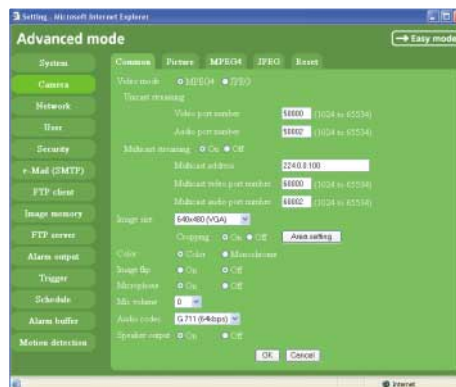 Setting - Microsoft Internet Explorer
Advanced mode
Easy mode
System
Camera
Network
User
Security
e-Mail (SMTP)
FTP client
Image memory
FTP server
Alarm output
Trigger
Schedule
Alarm buffer
Motion detection
Common Picture MPEG4 JPEG Reset
Video mode MPEG4 JPEG
Unicast streaming
Video port number 50000 (1024 to 65534)
Audio port number 50002 (1024 to 65534)
Multicast streaming On Off
Multicast address 224.0.0.100
Multicast video port number 60000 (1024 to 65534)
Multicast audio port number 60002 (1024 to 65534)
Image size 640x480 (VGA)
Cropping On Off Area setting
Color Color Monochrome
Image flip On Off
Microphone On Off
Mic volume 0
Audio codec G.711 (64kbps)
Speaker output On Off
OK Cancel
Internet